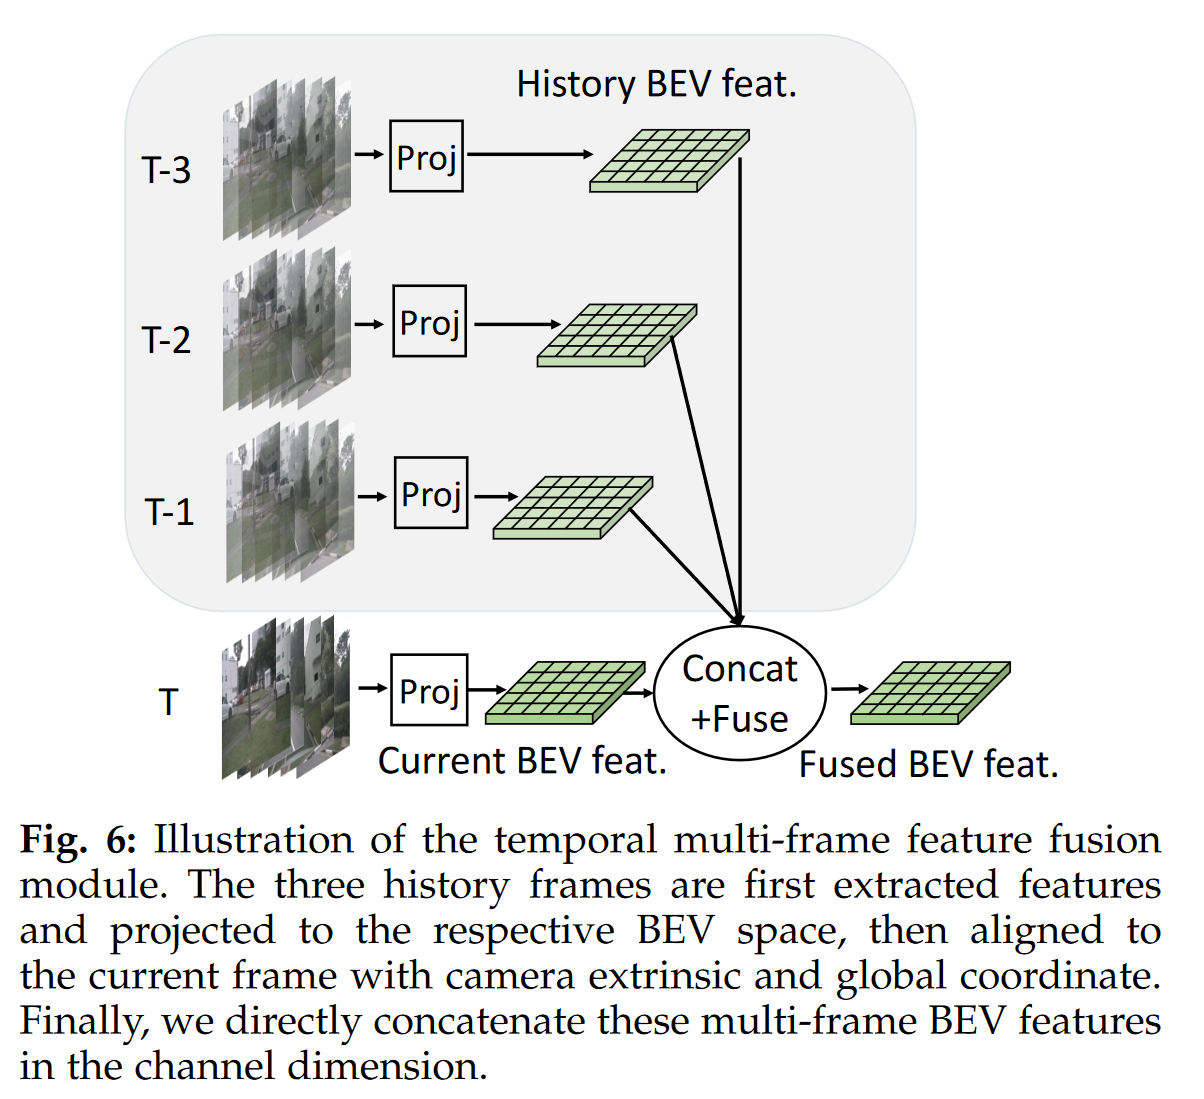 History BEV feat.
T-3
Proj
T-2
Proj
T-1
Proj
T
Proj
Concat
+Fuse
Current BEV feat.
Fused BEV feat.
Fig. 6: Illustration of the temporal multi-frame feature fusion
module. The three history frames are first extracted features
and projected to the respective BEV space, then aligned to
the current frame with camera extrinsic and global coordinate.
Finally, we directly concatenate these multi-frame BEV features
in the channel dimension.